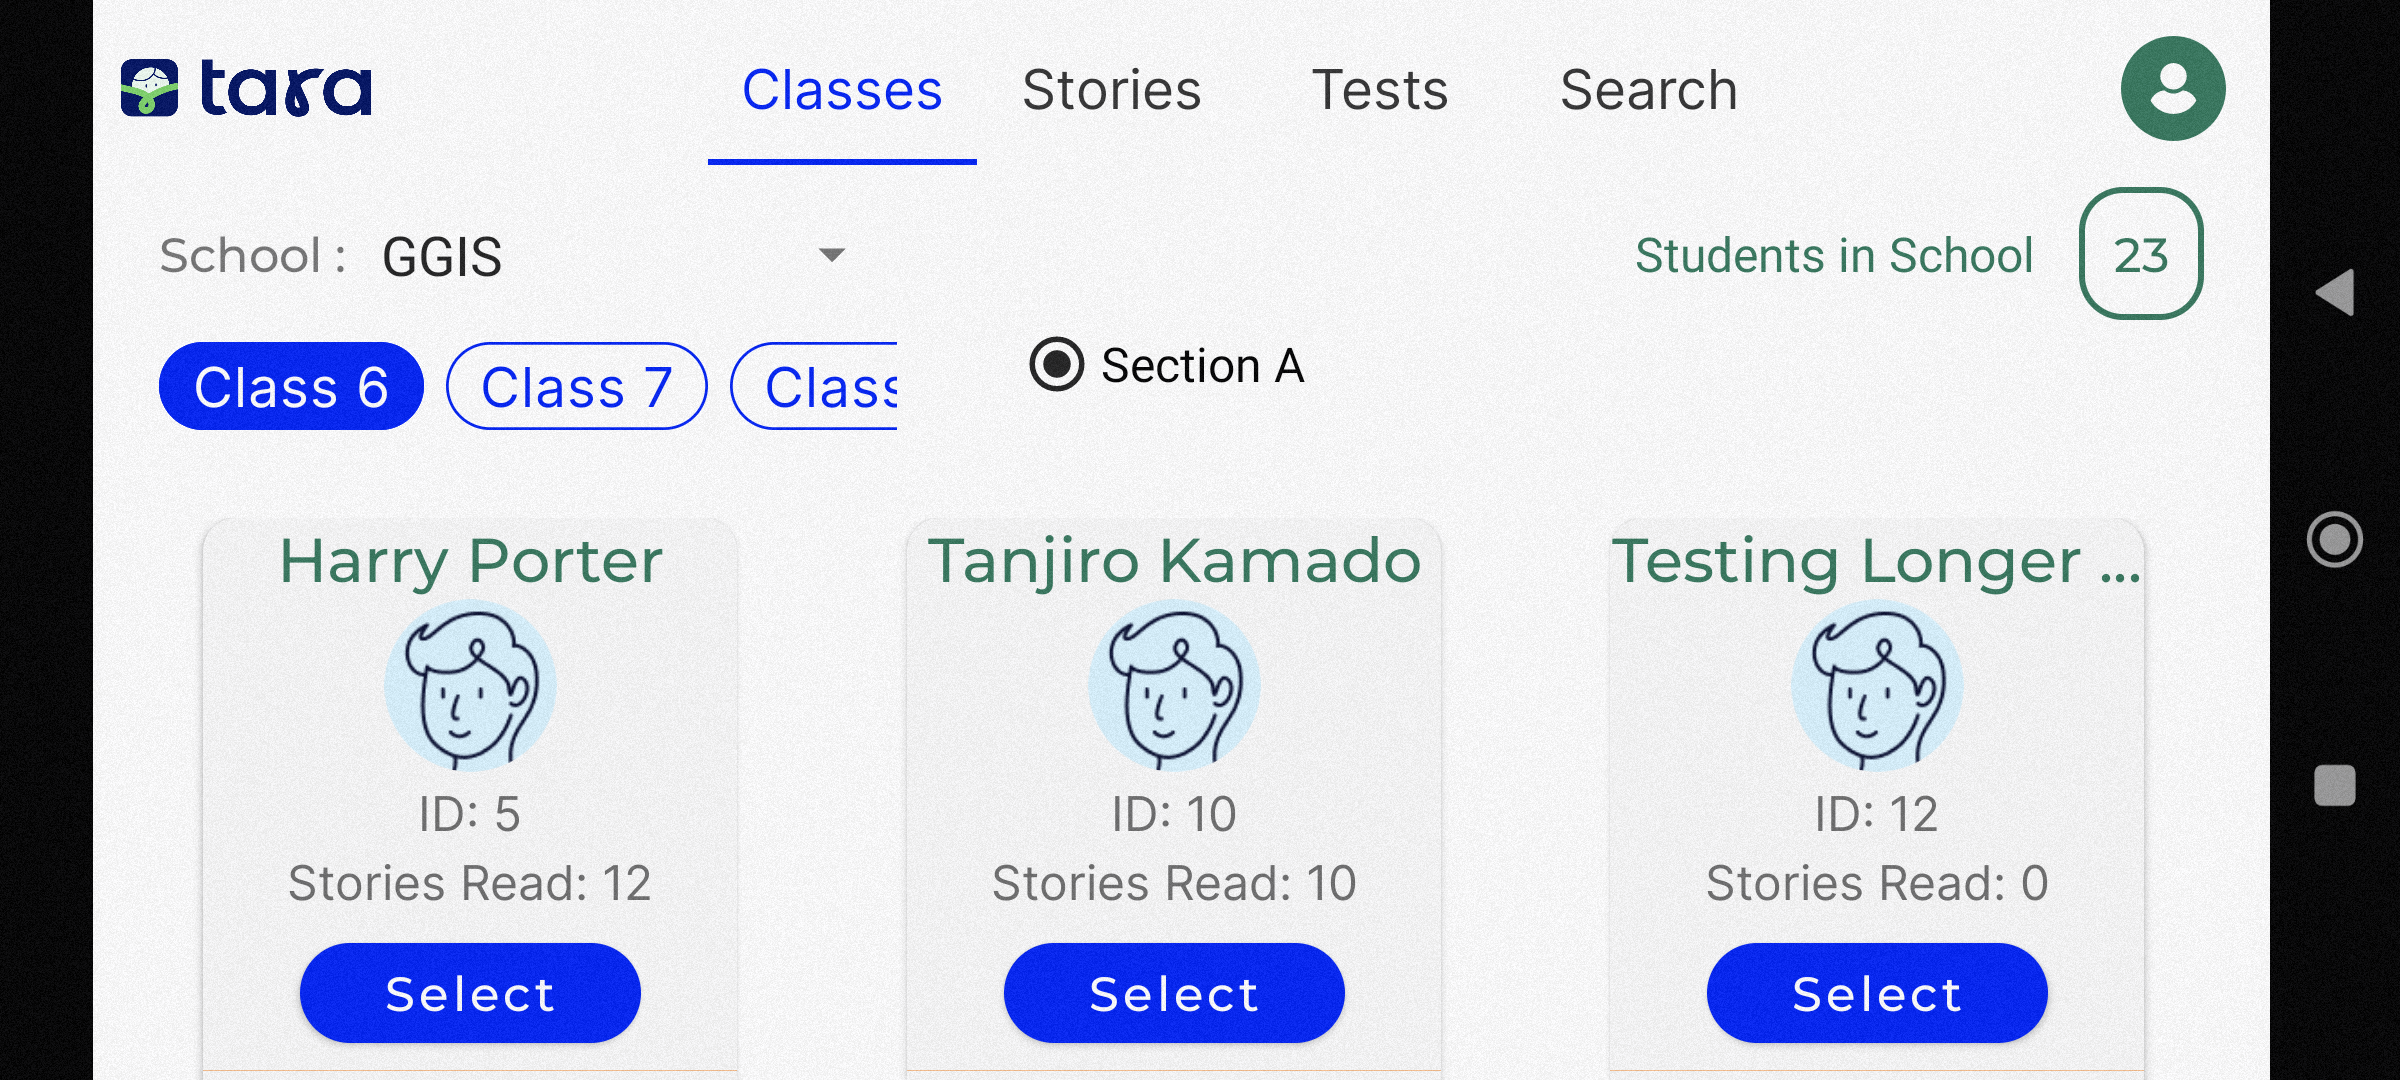 tara
Classes Stories Tests Search
School : GGIS
Students in School 23
Class 6 Class 7 Class
Section A
Harry Porter Tanjiro Kamado Testing Longer ...
ID: 5 ID: 10 ID: 12
Stories Read: 12 Stories Read: 10 Stories Read: 0
Select Select Select